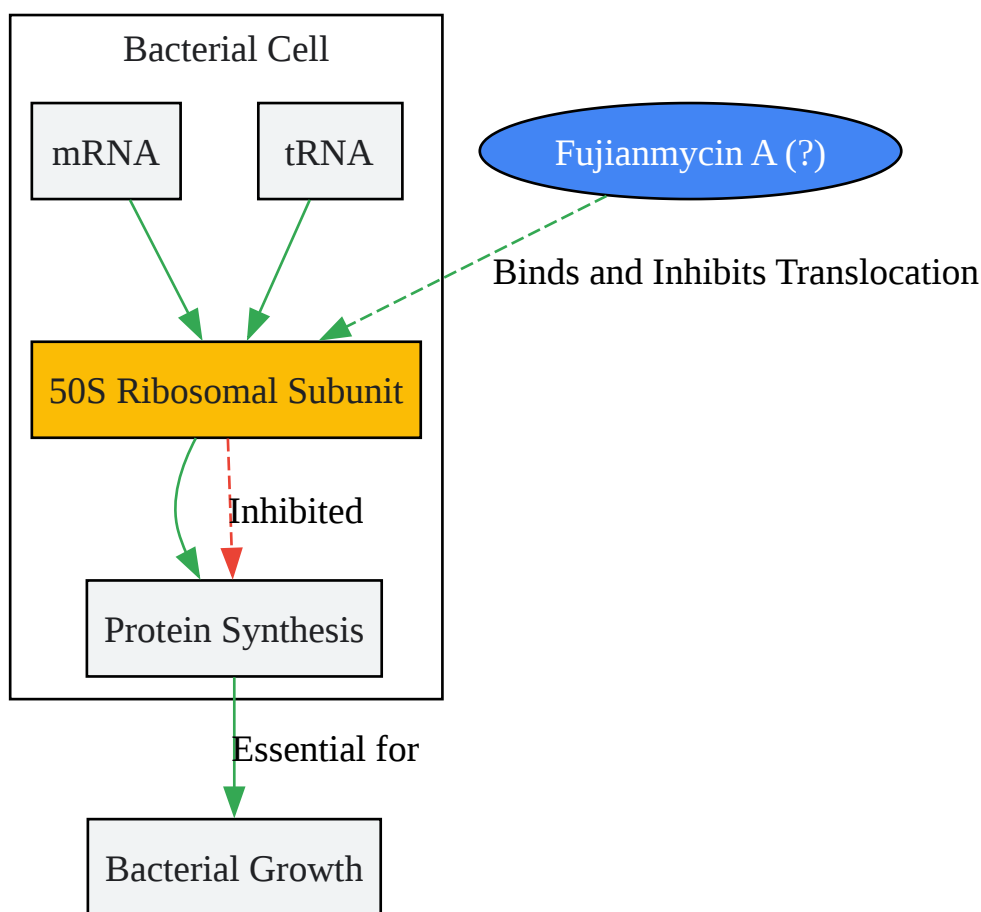 Bacterial Cell
mRNA
tRNA
Fujianmycin A (?)
Binds and Inhibits Translocation
50S Ribosomal Subunit
Inhibited
Protein Synthesis
Essential for
Bacterial Growth